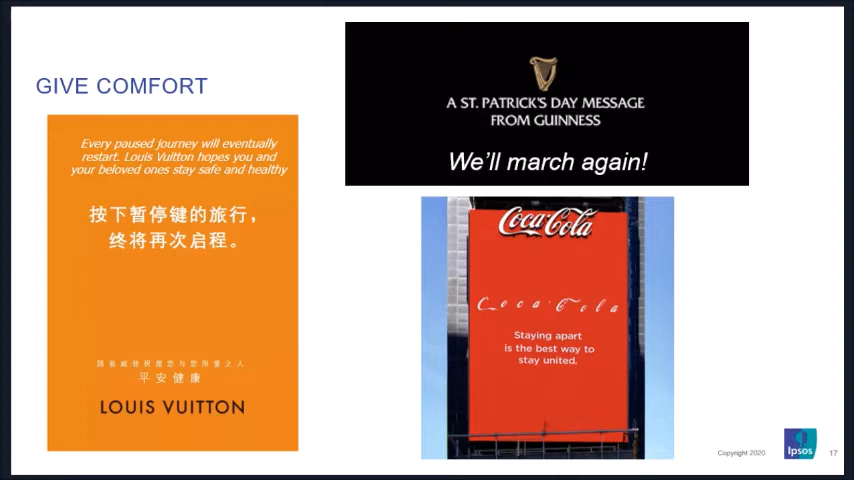 GIVE COMFORT
Every paused journey will eventually
restart. Louis Vuitton hopes you and
your beloved ones stay safe and healthy
按下暂停键的旅行，
终将再次启程。
路易威登祝愿您与您所爱之人
平安健康
LOUIS VUITTON
A ST. PATRICK'S DAY MESSAGE
FROM GUINNESS
We'll march again!
Coca-Cola
Coca-Cola
Staying apart
is the best way to
stay united.
Copyright 2020
Ipsos
17